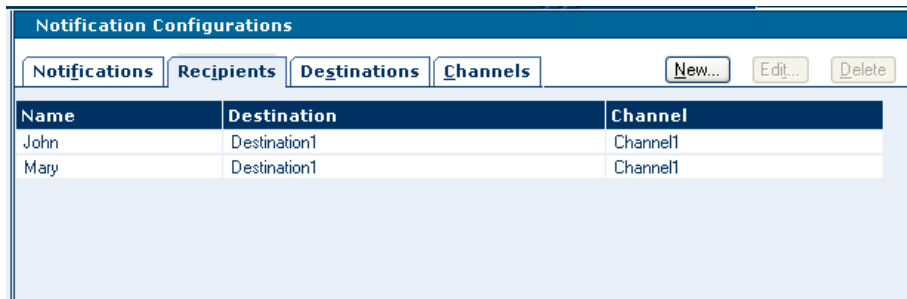 Notification Configurations
Notifications Recipients Destinations Channels New... Edit... Delete
Name Destination Channel
John Destination1 Channel1
Mary Destination1 Channel1